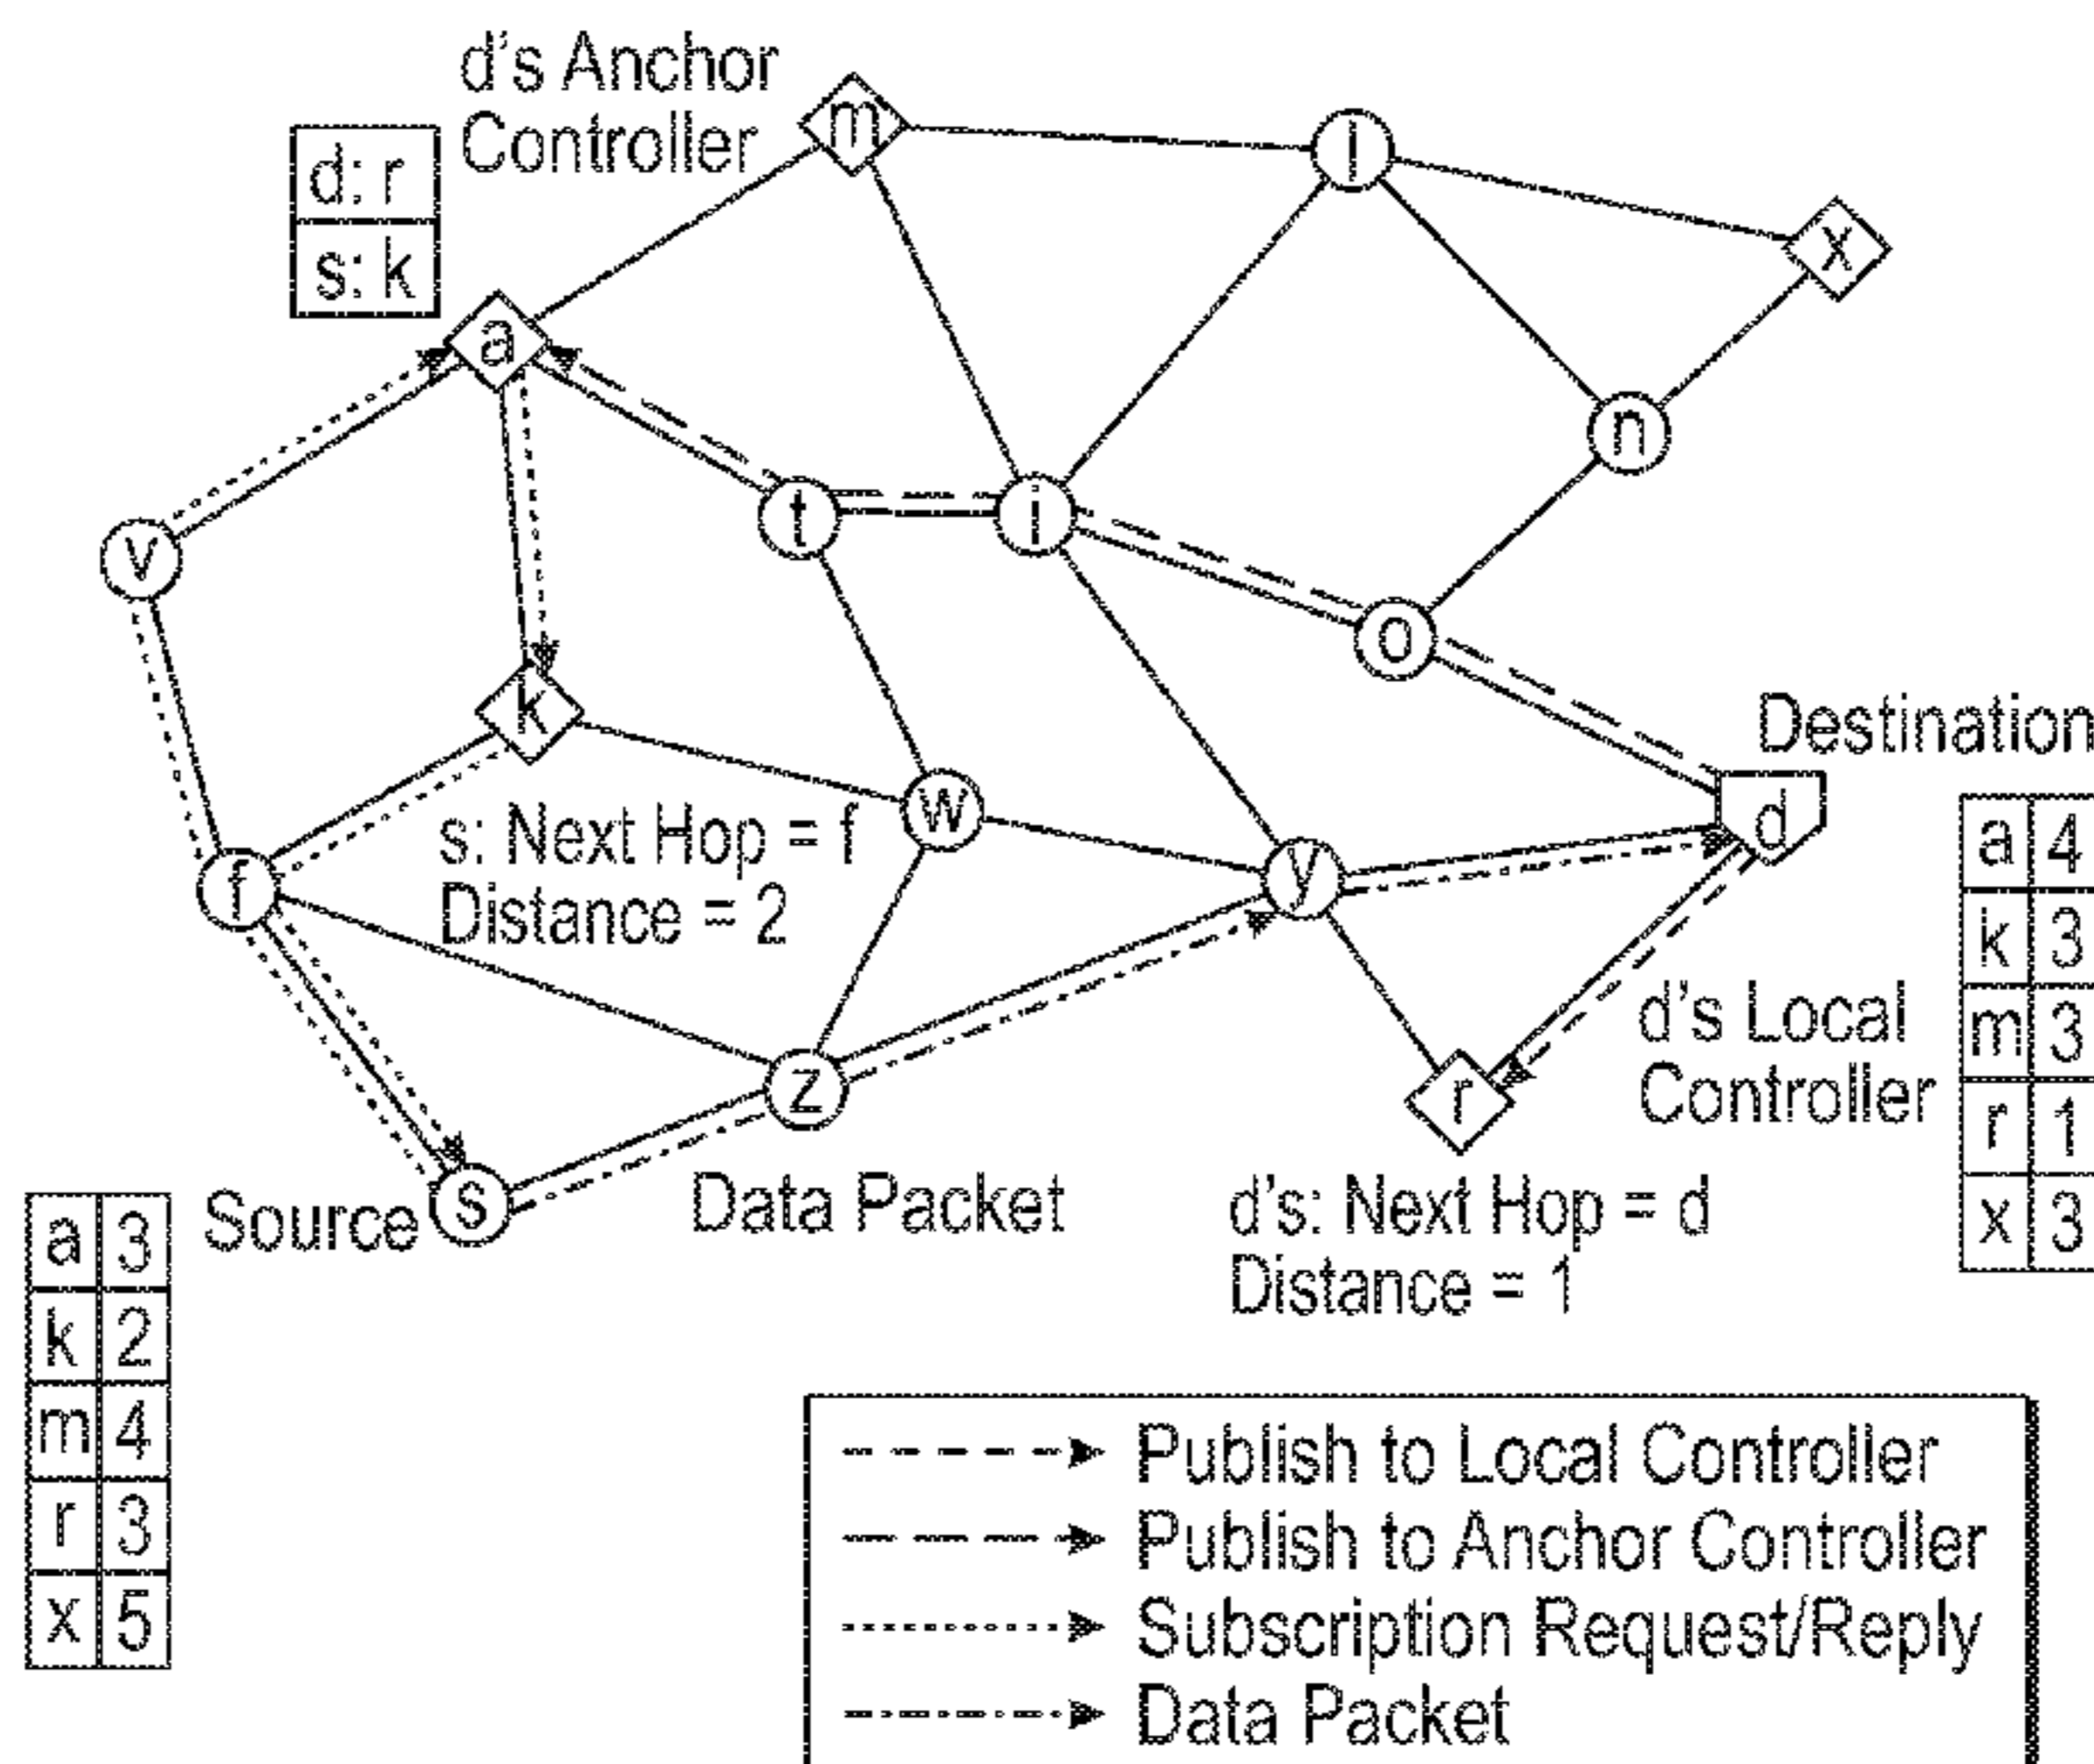 d's Anchor
Controller
d: r
s: k
m
l
x
a
n
t
i
v
o
k
Destination
d
w
s: Next Hop = f
Distance = 2
f
y
a 4
k 3
m 3
r 1
x 3
d's Local
Controller
z
r
Source
s
Data Packet
d's: Next Hop = d
Distance = 1
a 3
k 2
m 4
r 3
x 5
Publish to Local Controller
Publish to Anchor Controller
Subscription Request/Reply
Data Packet